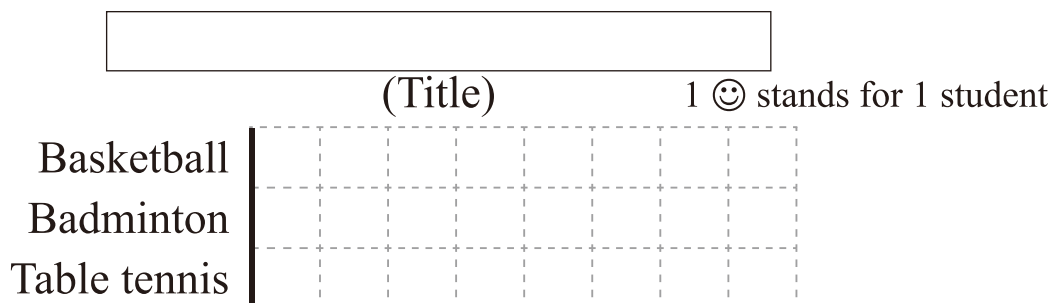 (Title)
1 ☺ stands for 1 student
Basketball
Badminton
Table tennis